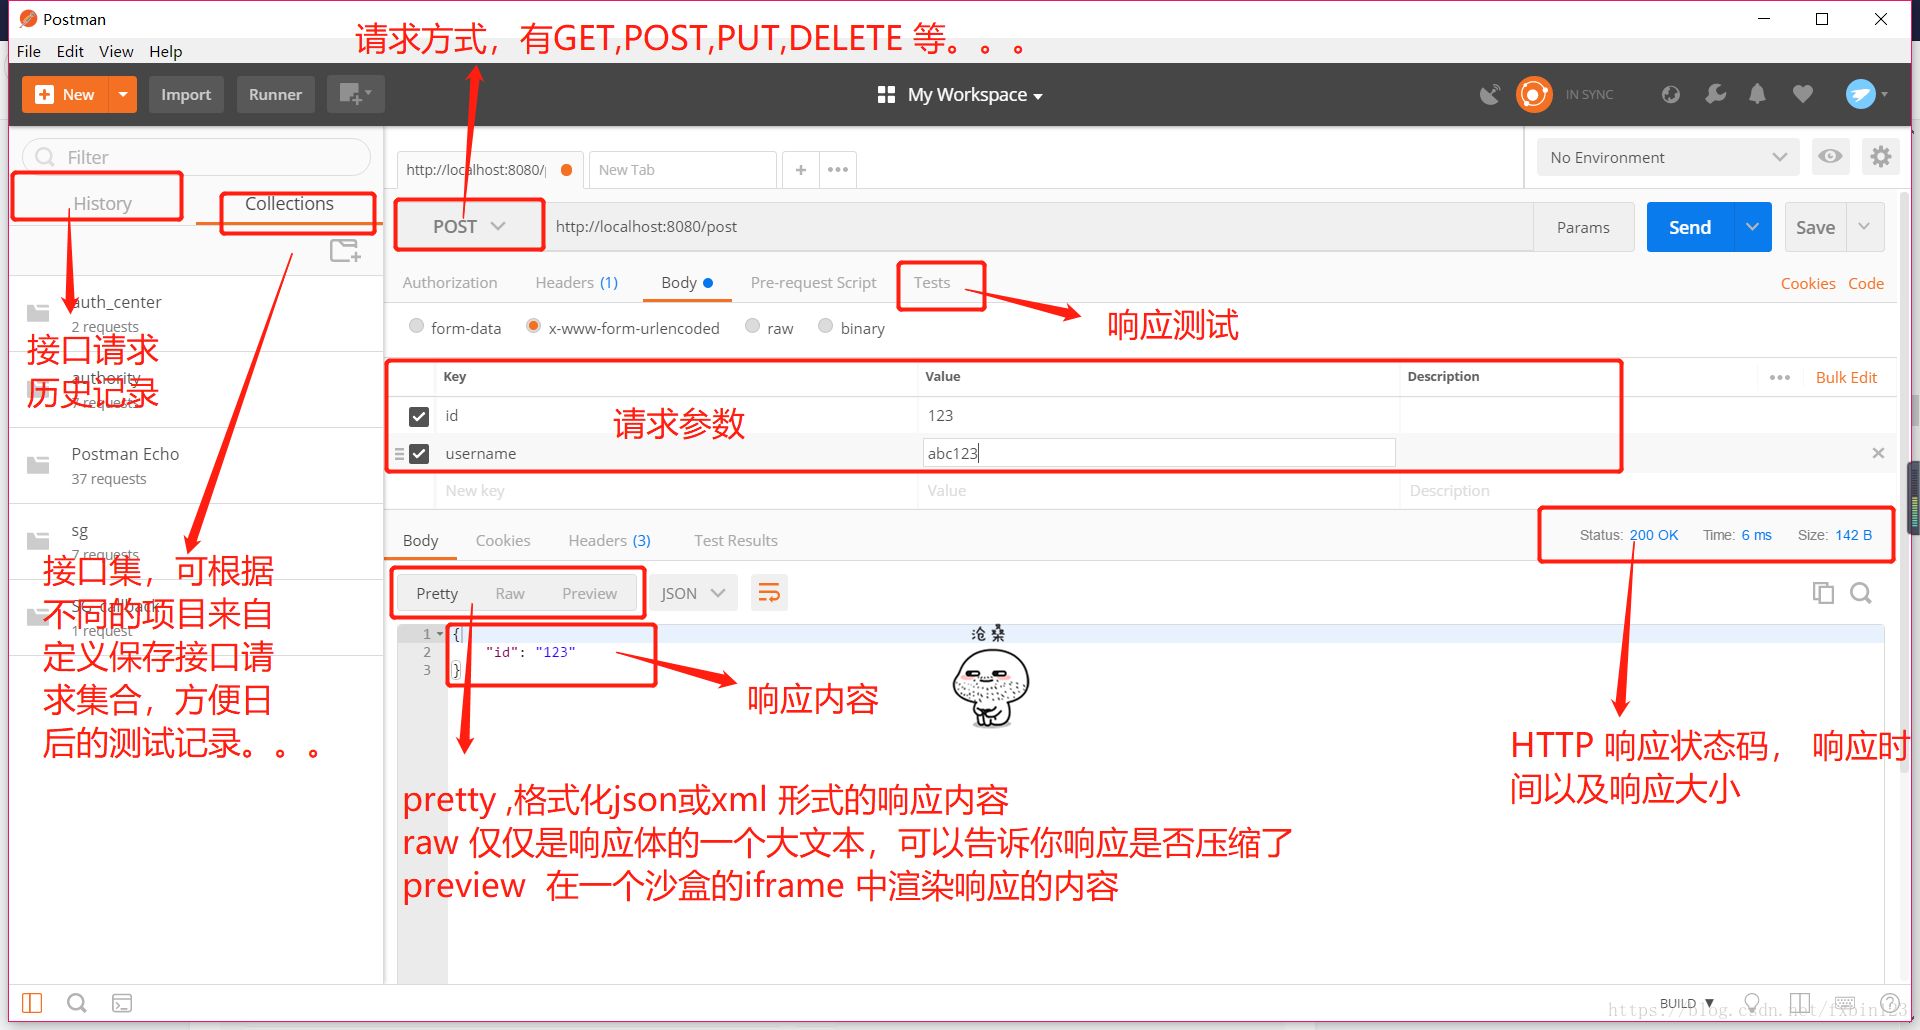 Postman
File Edit View Help
请求方式，有GET,POST,PUT,DELETE 等。。。
New Import Runner
My Workspace
IN SYNC
Filter
History Collections
auth_center
2 requests
接口请求
历史记录
authority
7 requests
Postman Echo
37 requests
sg
7 requests
SG_callback
1 request
接口集，可根据
不同的项目来自
定义保存接口请
求集合，方便日
后的测试记录。。。
http://localhost:8080/ New Tab + •••
No Environment
POST http://localhost:8080/post Params Send Save
Authorization Headers (1) Body Pre-request Script Tests Cookies Code
响应测试
form-data x-www-form-urlencoded raw binary
Key Value Description ••• Bulk Edit
id 123
请求参数
username abc123
New key Value Description
Body Cookies Headers (3) Test Results
Status: 200 OK Time: 6 ms Size: 142 B
Pretty Raw Preview JSON
1 {
2 "id": "123"
3 }
沧桑
响应内容
HTTP 响应状态码， 响应时
间以及响应大小
pretty ,格式化json或xml 形式的响应内容
raw 仅仅是响应体的一个大文本，可以告诉你响应是否压缩了
preview 在一个沙盒的iframe 中渲染响应的内容
BUILD
https://blog.csdn.net/fxbin123